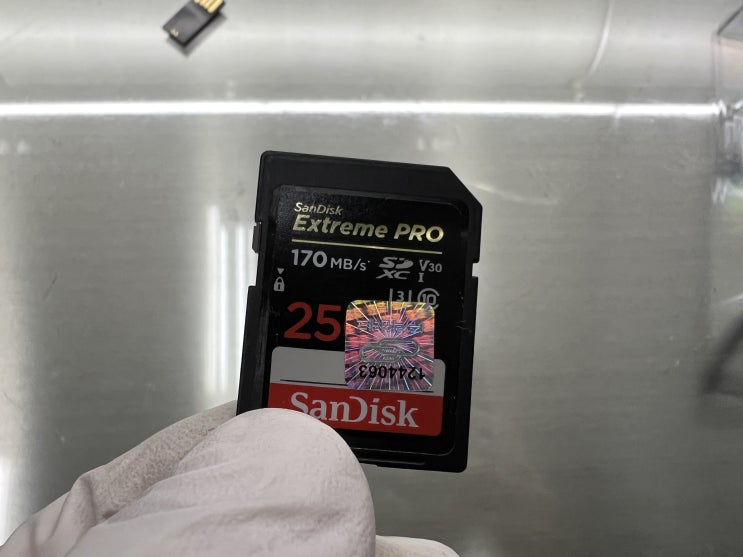 SanDisk
Extreme PRO
170 MB/s
SD XC
V30
I
3
10
25
1244063
SanDisk